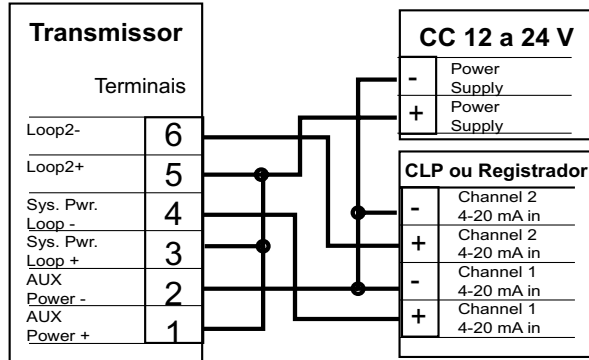 Transmissor
Terminais
Loop2-
6
Loop2+
5
Sys. Pwr.
Loop -
4
Sys. Pwr.
Loop +
3
AUX
Power -
2
AUX
Power +
1
CC 12 a 24 V
-
Power
Supply
+
Power
Supply
CLP ou Registrador
-
Channel 2
4-20 mA in
+
Channel 2
4-20 mA in
-
Channel 1
4-20 mA in
+
Channel 1
4-20 mA in